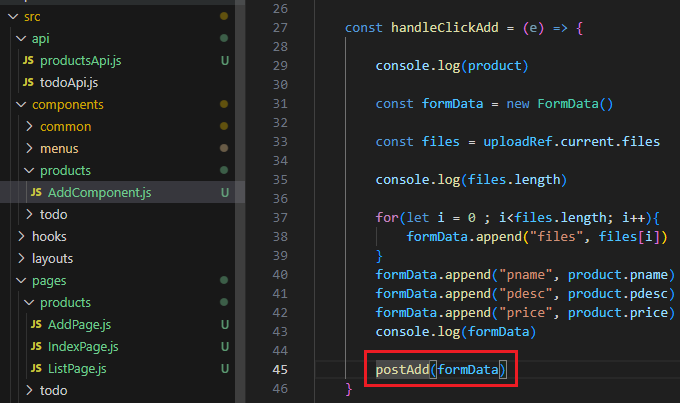 src
api
JS productsApi.js U
JS todoApi.js
components
common
menus
products
JS AddComponent.js U
todo
hooks
layouts
pages
products
JS AddPage.js U
JS IndexPage.js U
JS ListPage.js U
todo
26
27 const handleClickAdd = (e) => {
28
29 console.log(product)
30
31 const formData = new FormData()
32
33 const files = uploadRef.current.files
34
35 console.log(files.length)
36
37 for(let i = 0 ; i<files.length; i++){
38 formData.append("files", files[i])
39 }
40 formData.append("pname", product.pname)
41 formData.append("pdesc", product.pdesc)
42 formData.append("price", product.price)
43 console.log(formData)
44
45 postAdd(formData)
46 }